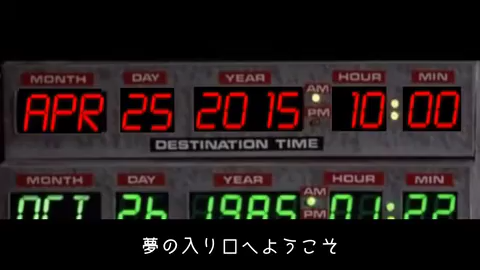 MONTH DAY YEAR HOUR MIN
AM
APR 25 2015 10:00
PM
DESTINATION TIME
MONTH DAY YEAR HOUR MIN
AM
OCT 26 1985 01:22
PM
夢の入り口へようこそ